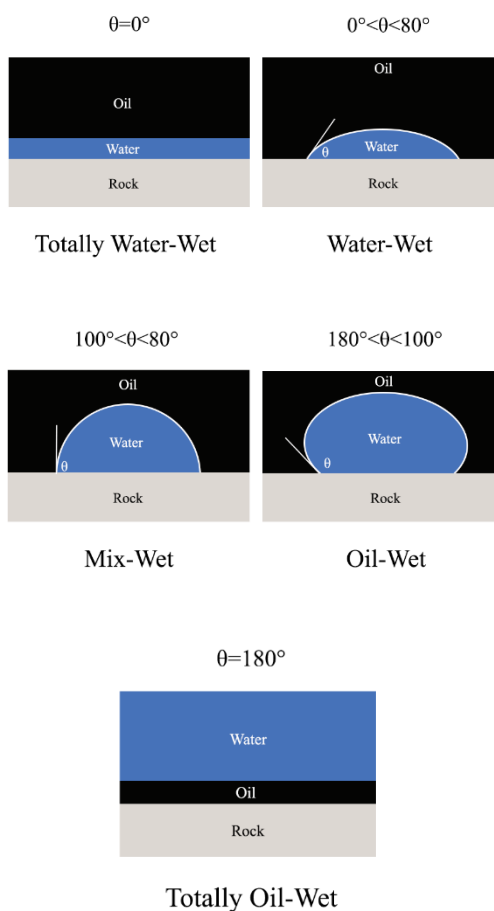 θ=0°
0°<θ<80°
Oil
Water
Rock
Oil
Water
θ
Rock
Totally Water-Wet
Water-Wet
100°<θ<80°
180°<θ<100°
Oil
Water
θ
Rock
Oil
Water
θ
Rock
Mix-Wet
Oil-Wet
θ=180°
Water
Oil
Rock
Totally Oil-Wet